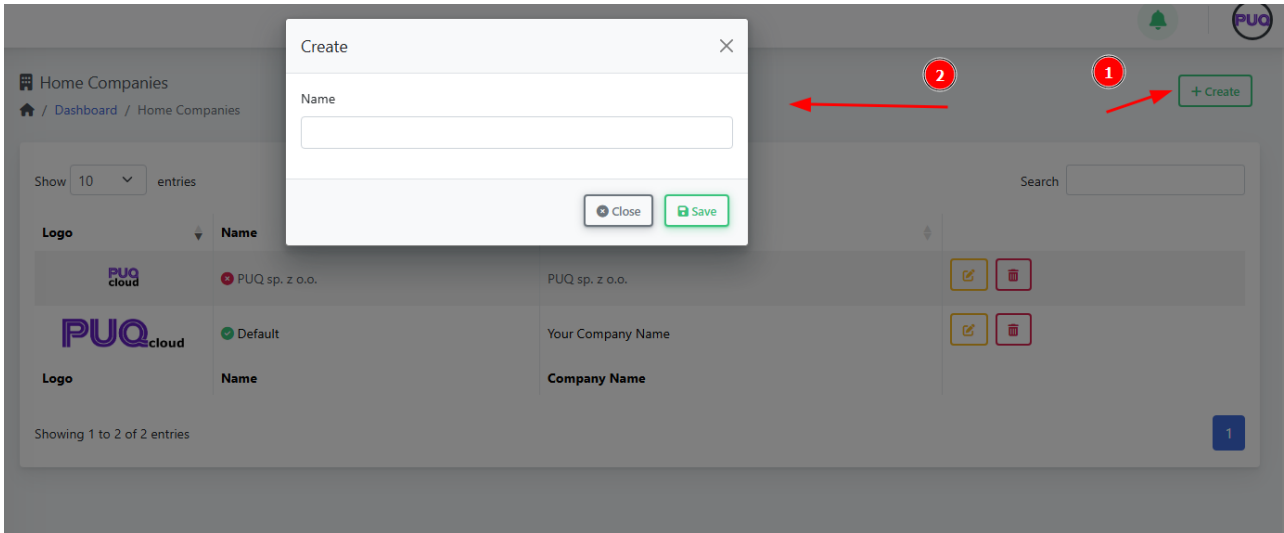 PUQ
Create
Home Companies
2
1
+ Create
Name
/ Dashboard / Home Companies
Show 10 entries
Search
Close Save
Logo Name
PUQ cloud PUQ sp. z o.o. PUQ sp. z o.o.
PUQcloud Default Your Company Name
Logo Name Company Name
Showing 1 to 2 of 2 entries
1